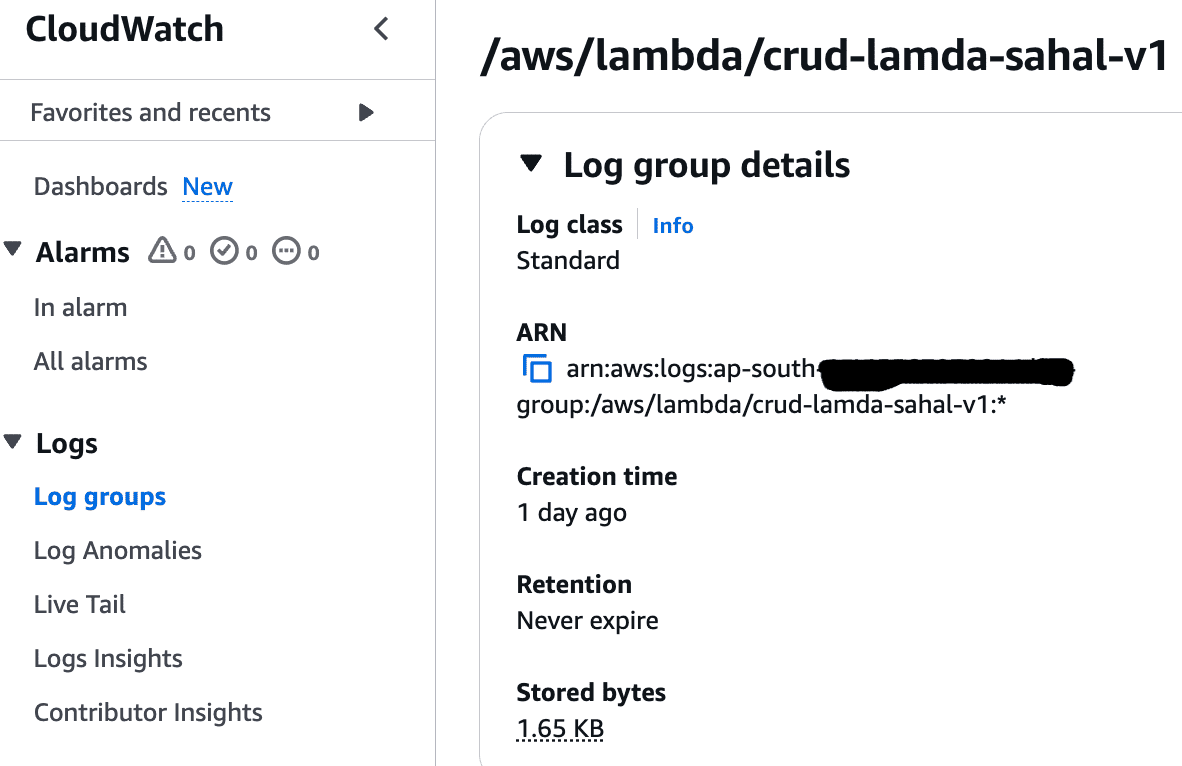 CloudWatch
Favorites and recents
Dashboards New
Alarms 0 0 0
In alarm
All alarms
Logs
Log groups
Log Anomalies
Live Tail
Logs Insights
Contributor Insights
/aws/lambda/crud-lamda-sahal-v1
Log group details
Log class Info
Standard
ARN
arn:aws:logs:ap-south-
group:/aws/lambda/crud-lamda-sahal-v1:*
Creation time
1 day ago
Retention
Never expire
Stored bytes
1.65 KB